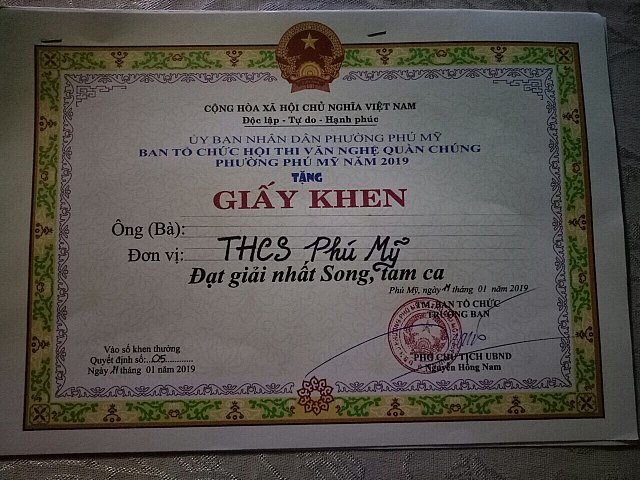 CỘNG HÒA XÃ HỘI CHỦ NGHĨA VIỆT NAM
Độc lập - Tự do - Hạnh phúc
ỦY BAN NHÂN DÂN PHƯỜNG PHÚ MỸ
BAN TỔ CHỨC HỘI THI VĂN NGHỆ QUẦN CHÚNG
PHƯỜNG PHÚ MỸ NĂM 2019
TẶNG
GIẤY KHEN
Ông (Bà):
Đơn vị: THCS Phú Mỹ
Đạt giải nhất Song, tam ca
Phú Mỹ, ngày 11 tháng 01 năm 2019
TM. BAN TỔ CHỨC
TRƯỞNG BAN
Vào sổ khen thưởng
Quyết định số: 05
Ngày 11 tháng 01 năm 2019
PHÓ CHỦ TỊCH UBND
Nguyễn Hồng Nam